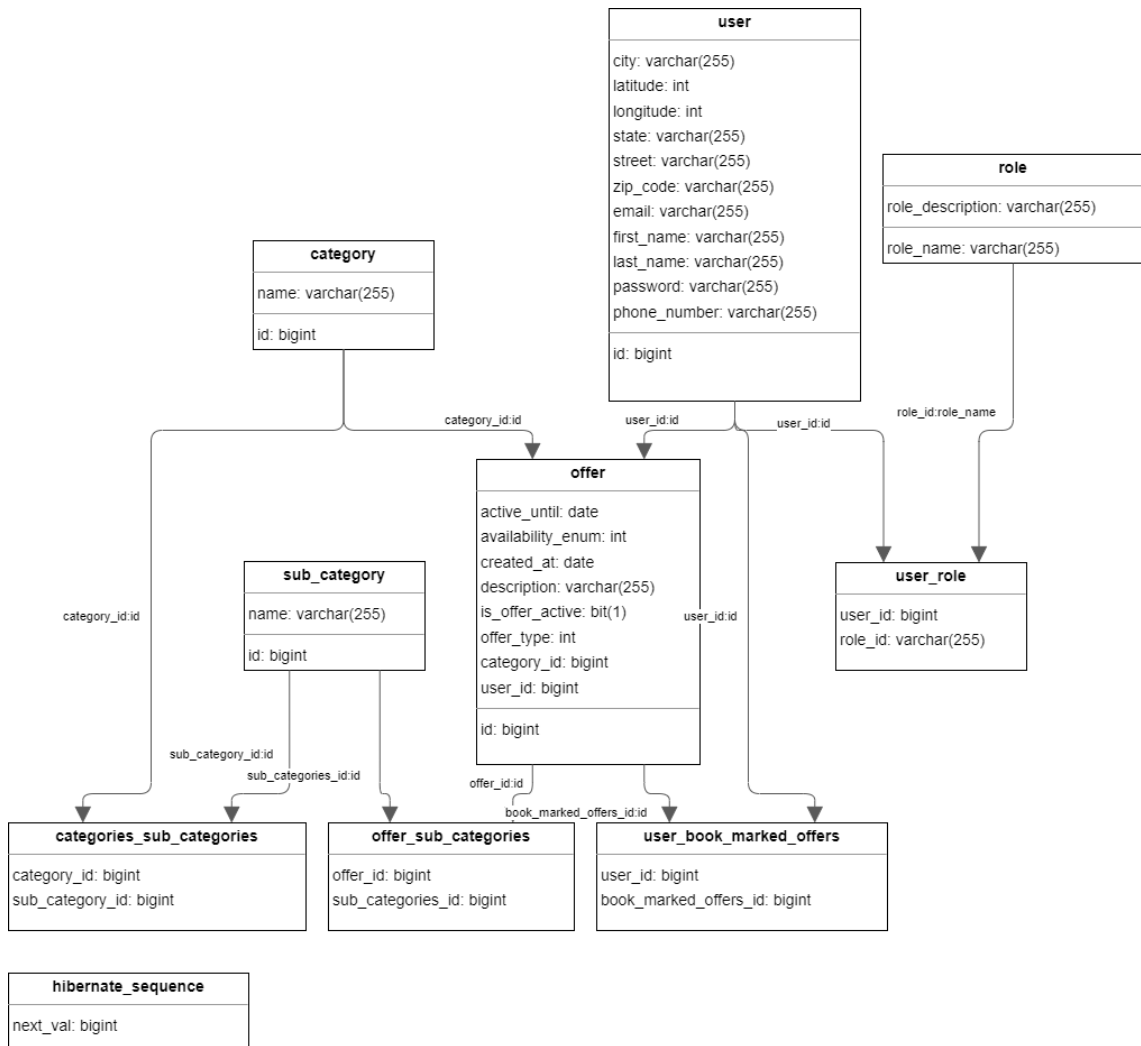 user
city: varchar(255)
latitude: int
longitude: int
state: varchar(255)
street: varchar(255)
zip_code: varchar(255)
email: varchar(255)
first_name: varchar(255)
last_name: varchar(255)
password: varchar(255)
phone_number: varchar(255)
id: bigint
role
role_description: varchar(255)
role_name: varchar(255)
category
name: varchar(255)
id: bigint
category_id:id
user_id:id
user_id:id
role_id:role_name
offer
active_until: date
availability_enum: int
created_at: date
description: varchar(255)
is_offer_active: bit(1)
offer_type: int
category_id: bigint
user_id: bigint
id: bigint
sub_category
name: varchar(255)
id: bigint
user_role
user_id: bigint
role_id: varchar(255)
category_id:id
user_id:id
sub_category_id:id
sub_categories_id:id
offer_id:id
book_marked_offers_id:id
categories_sub_categories
category_id: bigint
sub_category_id: bigint
offer_sub_categories
offer_id: bigint
sub_categories_id: bigint
user_book_marked_offers
user_id: bigint
book_marked_offers_id: bigint
hibernate_sequence
next_val: bigint